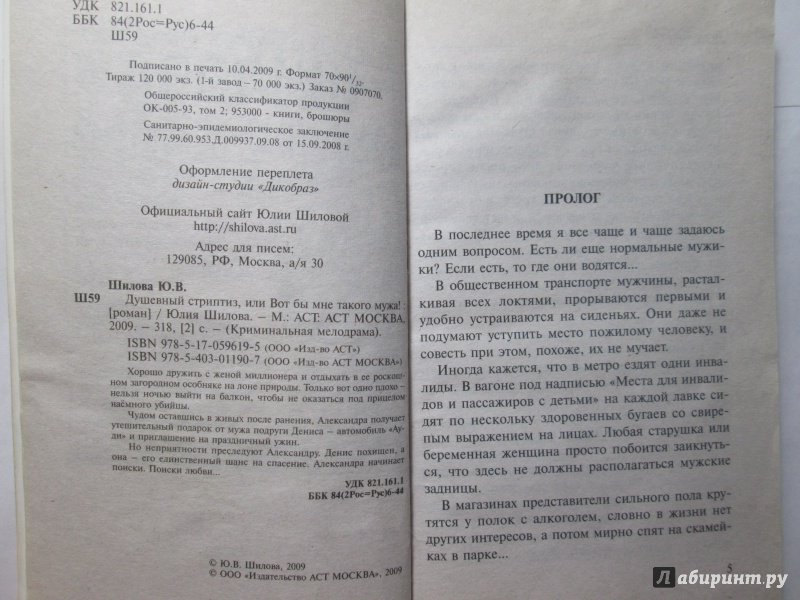 УДК 821.161.1
ББК 84(2Рос=Рус)6-44
Ш59
Подписано в печать 10.04.2009 г. Формат 70×90 1/32.
Тираж 120 000 экз. (1-й завод – 70 000 экз.) Заказ № 0907070.
Общероссийский классификатор продукции
ОК-005-93, том 2; 953000 - книги, брошюры
Санитарно-эпидемиологическое заключение
№ 77.99.60.953.Д.009937.09.08 от 15.09.2008 г.
Оформление переплета
дизайн-студии «Дикобраз»
Официальный сайт Юлии Шиловой
http://shilova.ast.ru
Адрес для писем:
129085, РФ, Москва, а/я 30
Шилова Ю.В.
Ш59 Душевный стриптиз, или Вот бы мне такого мужа! :
[роман] / Юлия Шилова. – М.: АСТ: АСТ МОСКВА,
2009. – 318, [2] с. – (Криминальная мелодрама).
ISBN 978-5-17-059619-5 (ООО «Изд-во АСТ»)
ISBN 978-5-403-01190-7 (ООО «Изд-во АСТ МОСКВА»)
Хорошо дружить с женой миллионера и отдыхать в ее роскош-
ном загородном особняке на лоне природы. Только вот одно плохо –
нельзя ночью выйти на балкон, чтобы не оказаться под прицелом
наёмного убийцы.
Чудом оставшись в живых после ранения, Александра получает
утешительный подарок от мужа подруги Дениса – автомобиль «Ау-
ди» и приглашение на праздничный ужин.
Но неприятности преследуют Александру. Денис похищен, а
она – его единственный шанс на спасение. Александра начинает
поиски. Поиски любви...
УДК 821.161.1
ББК 84(2Рос=Рус)6-44
© Ю.В. Шилова, 2009
© ООО «Издательство АСТ МОСКВА», 2009
ПРОЛОГ
В последнее время я все чаще и чаще задаюсь
одним вопросом. Есть ли еще нормальные мужи-
ки? Если есть, то где они водятся...
В общественном транспорте мужчины, растал-
кивая всех локтями, прорываются первыми и
удобно устраиваются на сиденьях. Они даже не
подумают уступить место пожилому человеку, и
совесть при этом, похоже, их не мучает.
Иногда кажется, что в метро ездят одни инва-
лиды. В вагоне под надписью «Места для инвали-
дов и пассажиров с детьми» на каждой лавке си-
дят по нескольку здоровенных бугаев со свире-
пым выражением на лицах. Любая старушка или
беременная женщина просто побоится заикнуть-
ся, что здесь не должны располагаться мужские
задницы.
В магазинах представители сильного пола кру-
тятся у полок с алкоголем, словно в жизни нет
других интересов, а потом мирно спят на скамей-
ках в парке...
5
Лабиринт.ру